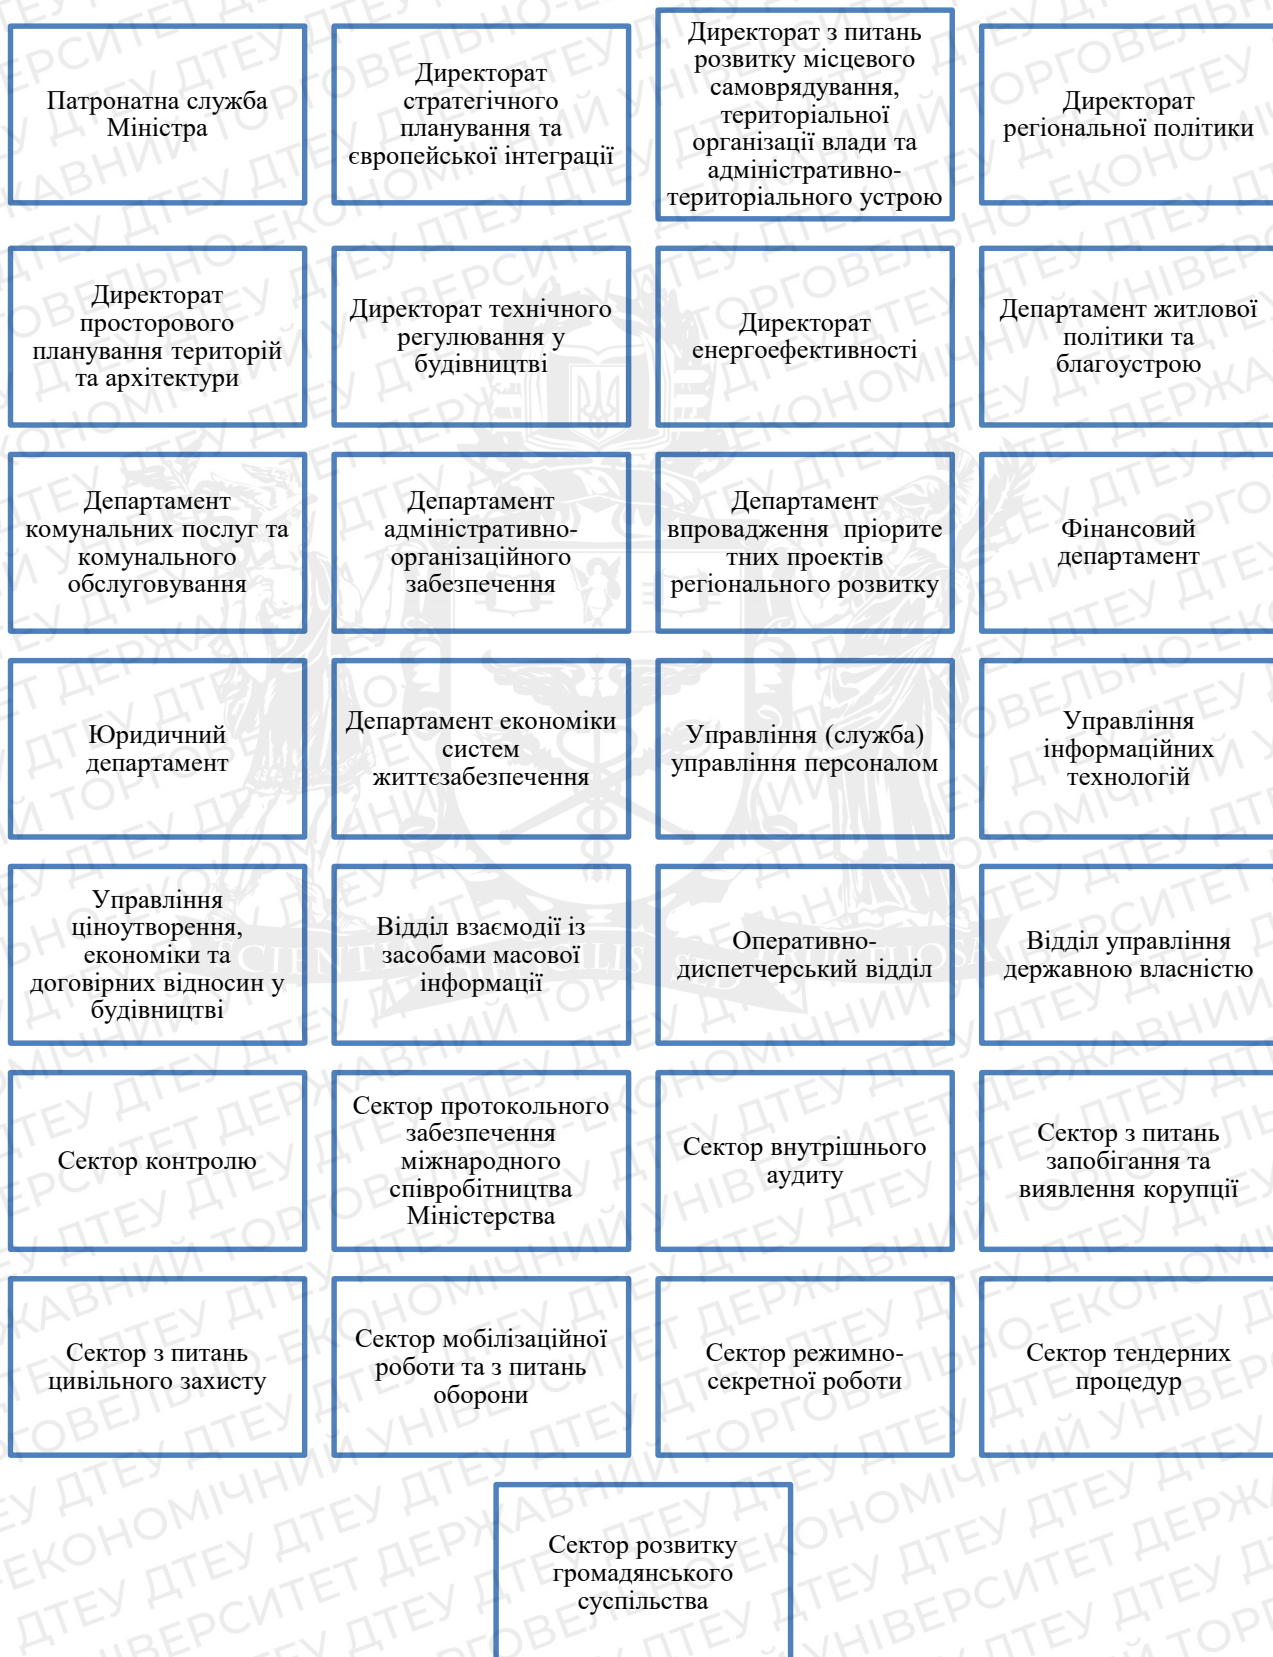 Патронатна служба
Міністра
Директорат
стратегічного
планування та
європейської інтеграції
Директорат з питань
розвитку місцевого
самоврядування,
територіальної
організації влади та
адміністративно-
територіального устрою
Директорат
регіональної політики
Директорат
просторового
планування територій
та архітектури
Директорат технічного
регулювання у
будівництві
Директорат
енергоефективності
Департамент житлової
політики та
благоустрою
Департамент
комунальних послуг та
комунального
обслуговування
Департамент
адміністративно-
організаційного
забезпечення
Департамент
впровадження пріорите
тних проектів
регіонального розвитку
Фінансовий
департамент
Юридичний
департамент
Департамент економіки
систем
життєзабезпечення
Управління (служба)
управління персоналом
Управління
інформаційних
технологій
Управління
ціноутворення,
економіки та
договірних відносин у
будівництві
Відділ взаємодії із
засобами масової
інформації
Оперативно-
диспетчерський відділ
Відділ управління
державною власністю
Сектор контролю
Сектор протокольного
забезпечення
міжнародного
співробітництва
Міністерства
Сектор внутрішнього
аудиту
Сектор з питань
запобігання та
виявлення корупції
Сектор з питань
цивільного захисту
Сектор мобілізаційної
роботи та з питань
оборони
Сектор режимно-
секретної роботи
Сектор тендерних
процедур
Сектор розвитку
громадянського
суспільства